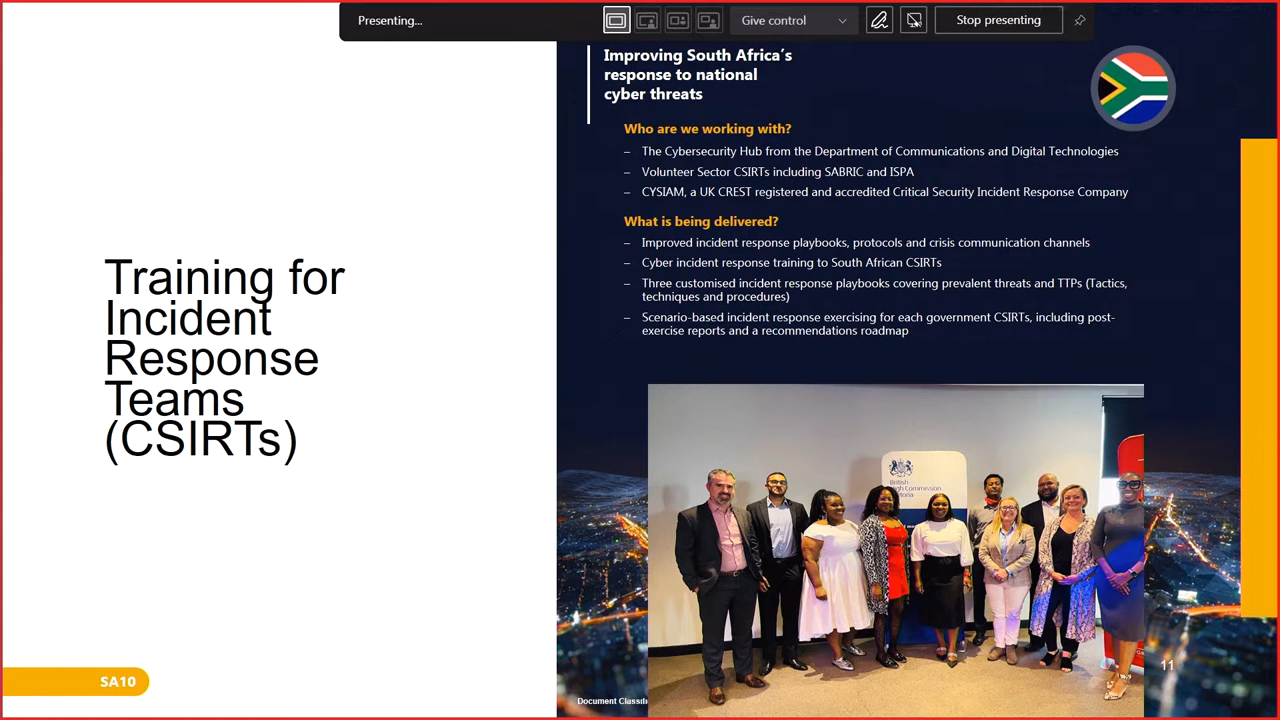 Presenting...
Give control
Stop presenting
Improving South Africa's
response to national
cyber threats
Who are we working with?
– The Cybersecurity Hub from the Department of Communications and Digital Technologies
– Volunteer Sector CSIRTs including SABRIC and ISPA
– CYSIAM, a UK CREST registered and accredited Critical Security Incident Response Company
What is being delivered?
– Improved incident response playbooks, protocols and crisis communication channels
– Cyber incident response training to South African CSIRTs
– Three customised incident response playbooks covering prevalent threats and TTPs (Tactics,
techniques and procedures)
– Scenario-based incident response exercising for each government CSIRTs, including post-
exercise reports and a recommendations roadmap
Training for
Incident
Response
Teams
(CSIRTs)
British
High Commission
Pretoria
11
SA10
Document